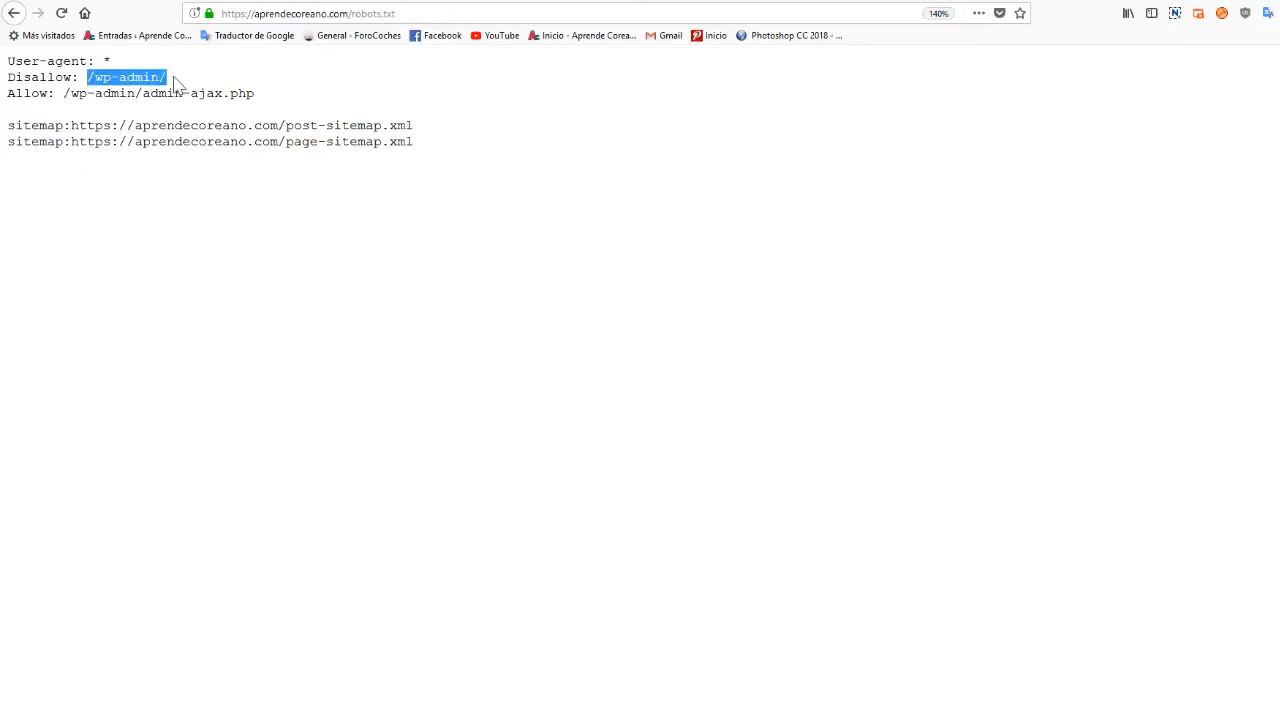 https://aprendecoreano.com/robots.txt
140%
Más visitados
Entradas ‹ Aprende Co...
Traductor de Google
General - ForoCoches
Facebook
YouTube
Inicio - Aprende Corea...
Gmail
Inicio
Photoshop CC 2018 - ...
User-agent: *
Disallow: /wp-admin/
Allow: /wp-admin/admin-ajax.php
sitemap:https://aprendecoreano.com/post-sitemap.xml
sitemap:https://aprendecoreano.com/page-sitemap.xml